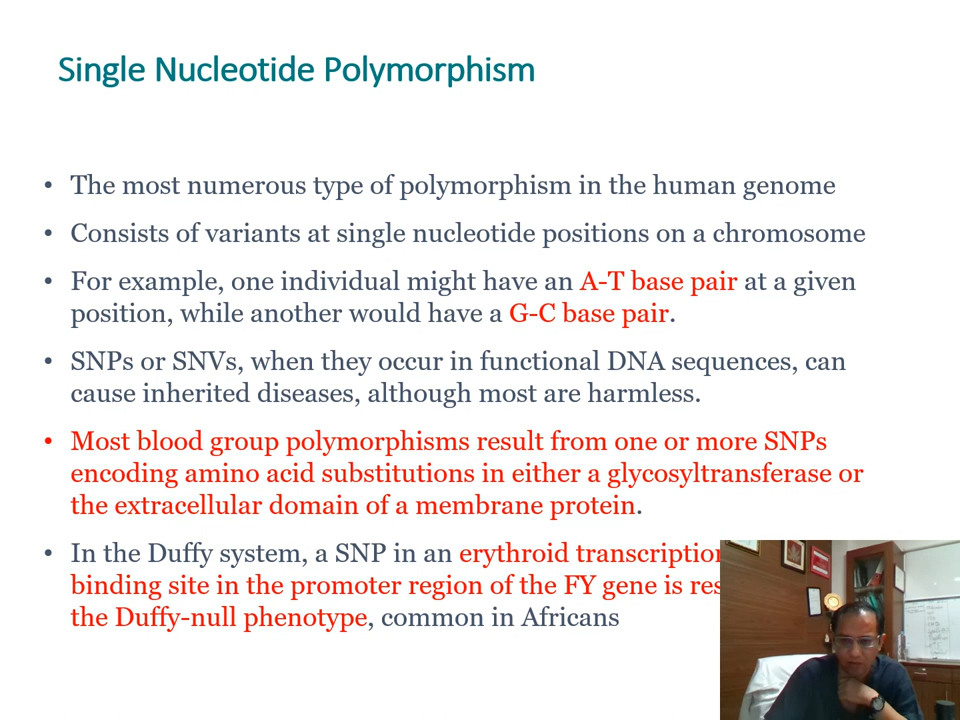 Single Nucleotide Polymorphism
• The most numerous type of polymorphism in the human genome
• Consists of variants at single nucleotide positions on a chromosome
• For example, one individual might have an A-T base pair at a given
position, while another would have a G-C base pair.
• SNPs or SNVs, when they occur in functional DNA sequences, can
cause inherited diseases, although most are harmless.
• Most blood group polymorphisms result from one or more SNPs
encoding amino acid substitutions in either a glycosyltransferase or
the extracellular domain of a membrane protein.
• In the Duffy system, a SNP in an erythroid transcription
binding site in the promoter region of the FY gene is res
the Duffy-null phenotype, common in Africans